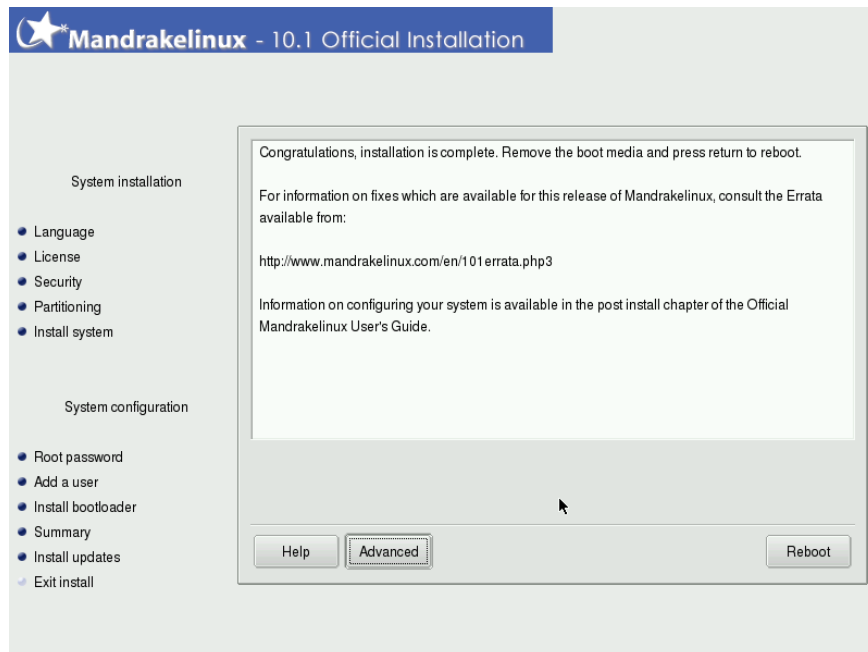 Mandrakelinux - 10.1 Official Installation
System installation
Language
License
Security
Partitioning
Install system
System configuration
Root password
Add a user
Install bootloader
Summary
Install updates
Exit install
Congratulations, installation is complete. Remove the boot media and press return to reboot.
For information on fixes which are available for this release of Mandrakelinux, consult the Errata
available from:
http://www.mandrakelinux.com/en/101errata.php3
Information on configuring your system is available in the post install chapter of the Official
Mandrakelinux User's Guide.
Help
Advanced
Reboot